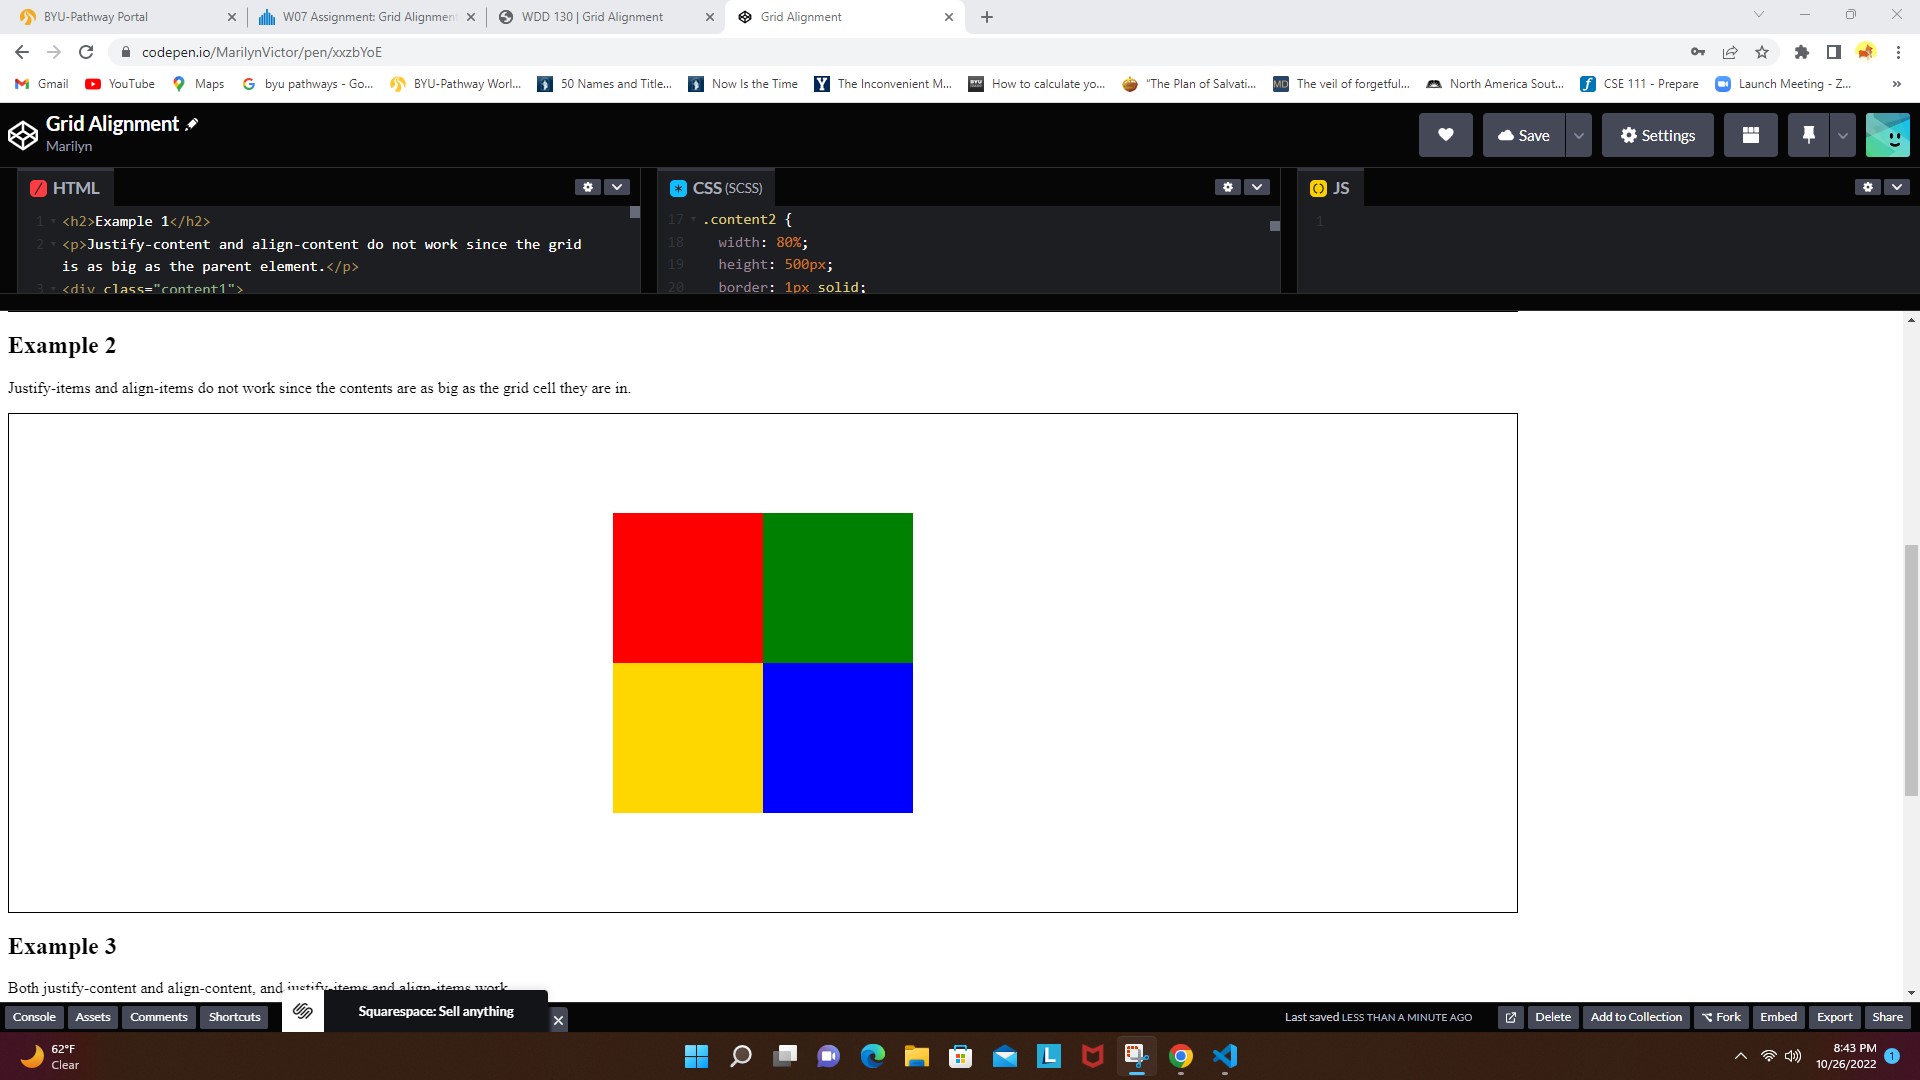 BYU-Pathway Portal
W07 Assignment: Grid Alignment
WDD 130 | Grid Alignment
Grid Alignment
codepen.io/MarilynVictor/pen/xxzbYoE
Gmail YouTube Maps byu pathways - Go... BYU-Pathway Worl... 50 Names and Title... Now Is the Time The Inconvenient M... How to calculate yo... "The Plan of Salvati... The veil of forgetful... North America Sout... CSE 111 - Prepare Launch Meeting - Z... »
Grid Alignment
Marilyn
Save
Settings
HTML
1 <h2>Example 1</h2>
2 <p>Justify-content and align-content do not work since the grid
is as big as the parent element.</p>
3 <div class="content1">
CSS (SCSS)
17 .content2 {
18 width: 80%;
19 height: 500px;
20 border: 1px solid;
JS
1
Example 2
Justify-items and align-items do not work since the contents are as big as the grid cell they are in.
Example 3
Both justify-content and align-content, and justify-items and align-items work.
Console Assets Comments Shortcuts
Squarespace: Sell anything
Last saved LESS THAN A MINUTE AGO
Delete Add to Collection Fork Embed Export Share
62°F
Clear
8:43 PM
10/26/2022
1